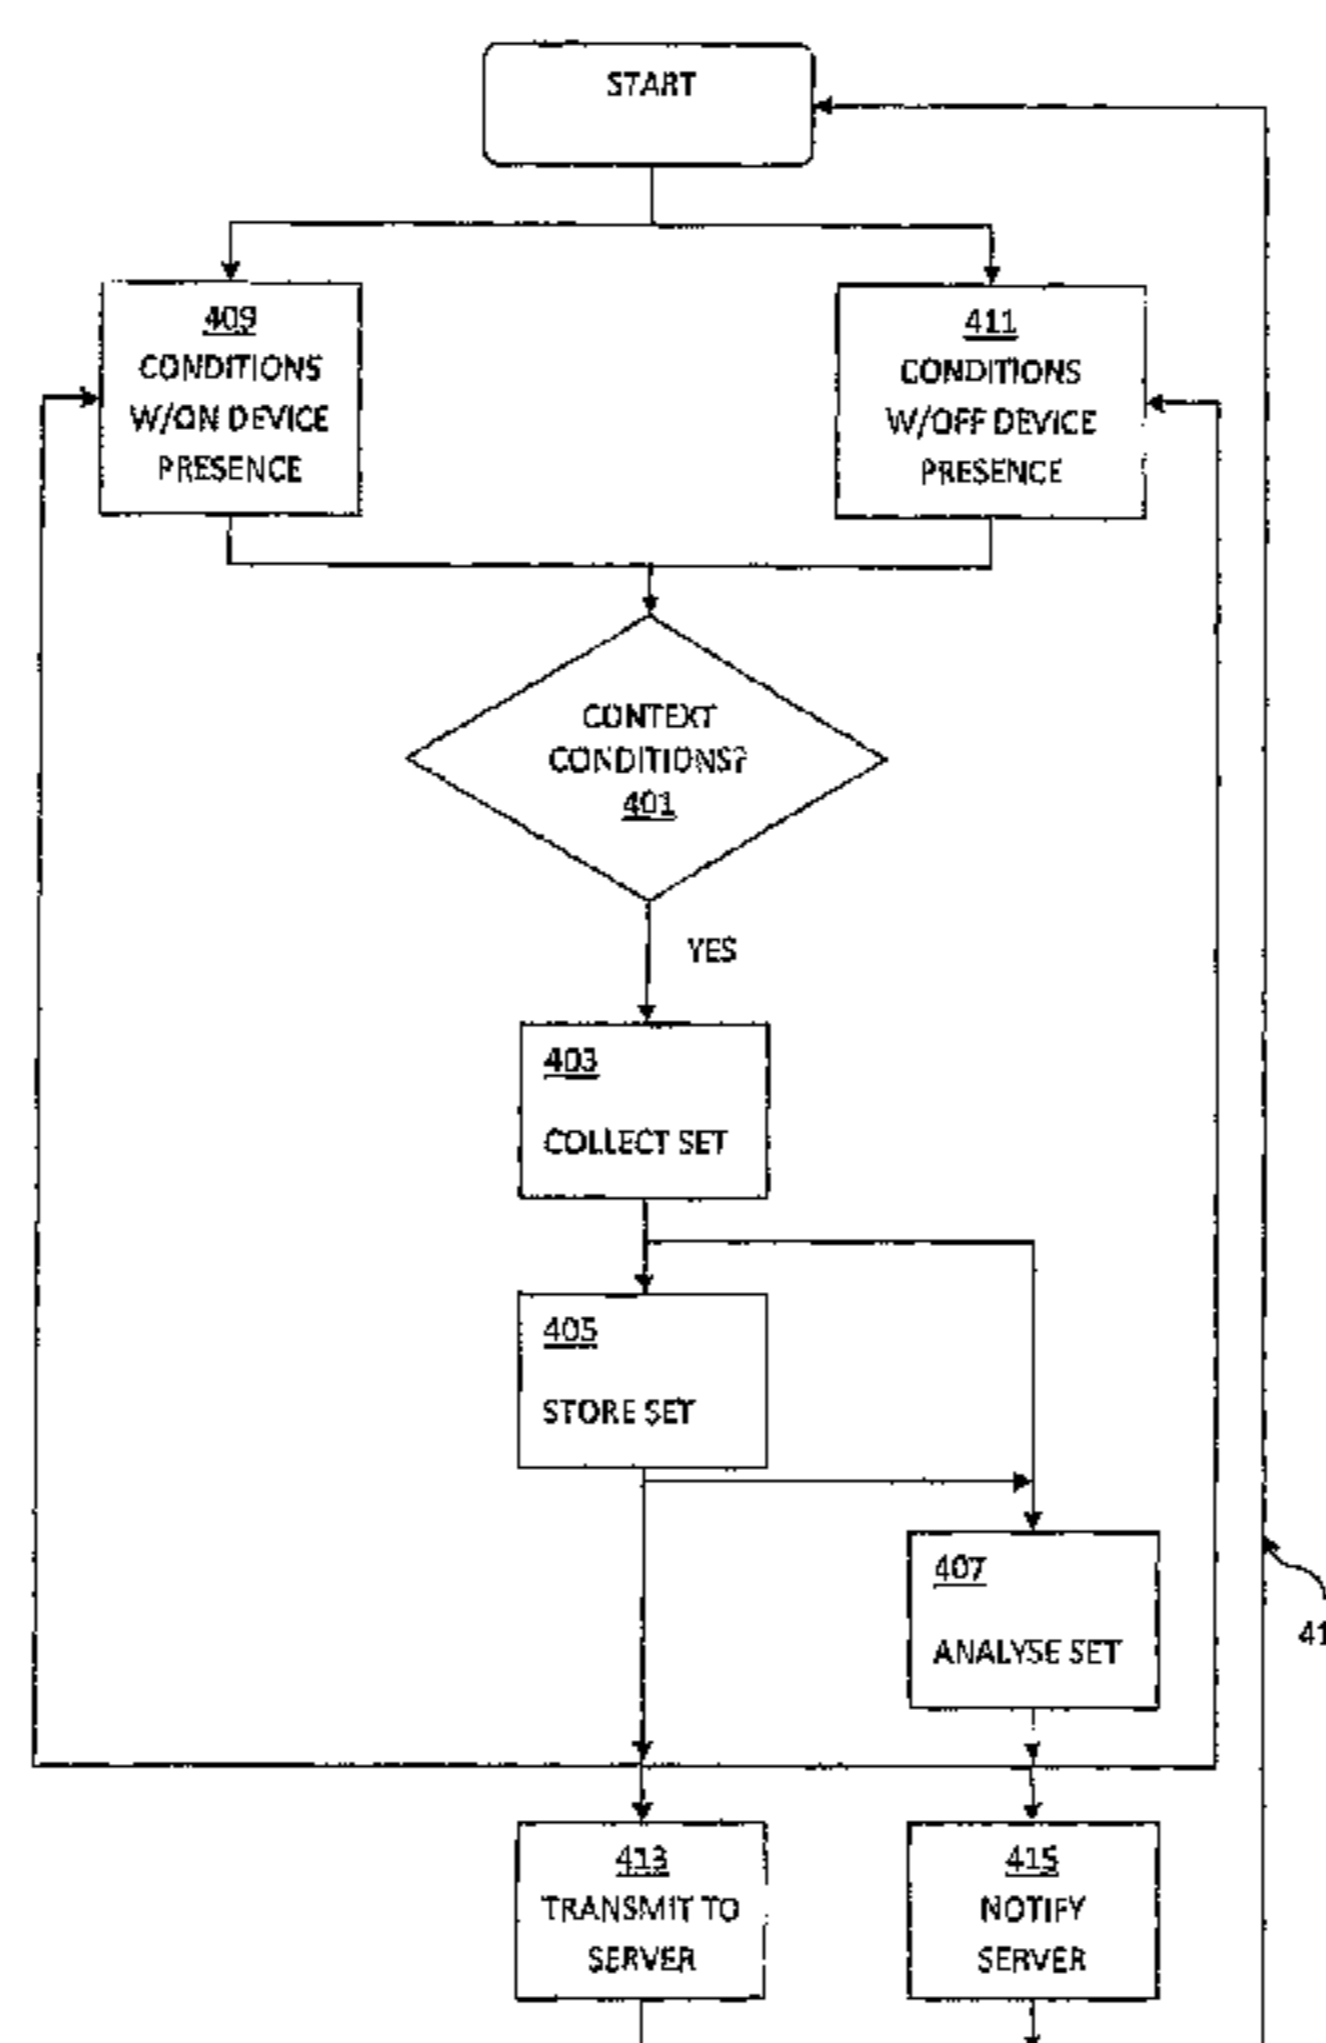 START
409
CONDITIONS
W/ON DEVICE
PRESENCE
411
CONDITIONS
W/OFF DEVICE
PRESENCE
CONTEXT
CONDITIONS?
401
YES
403
COLLECT SET
405
STORE SET
407
ANALYSE SET
413
TRANSMIT TO
SERVER
415
NOTIFY
SERVER